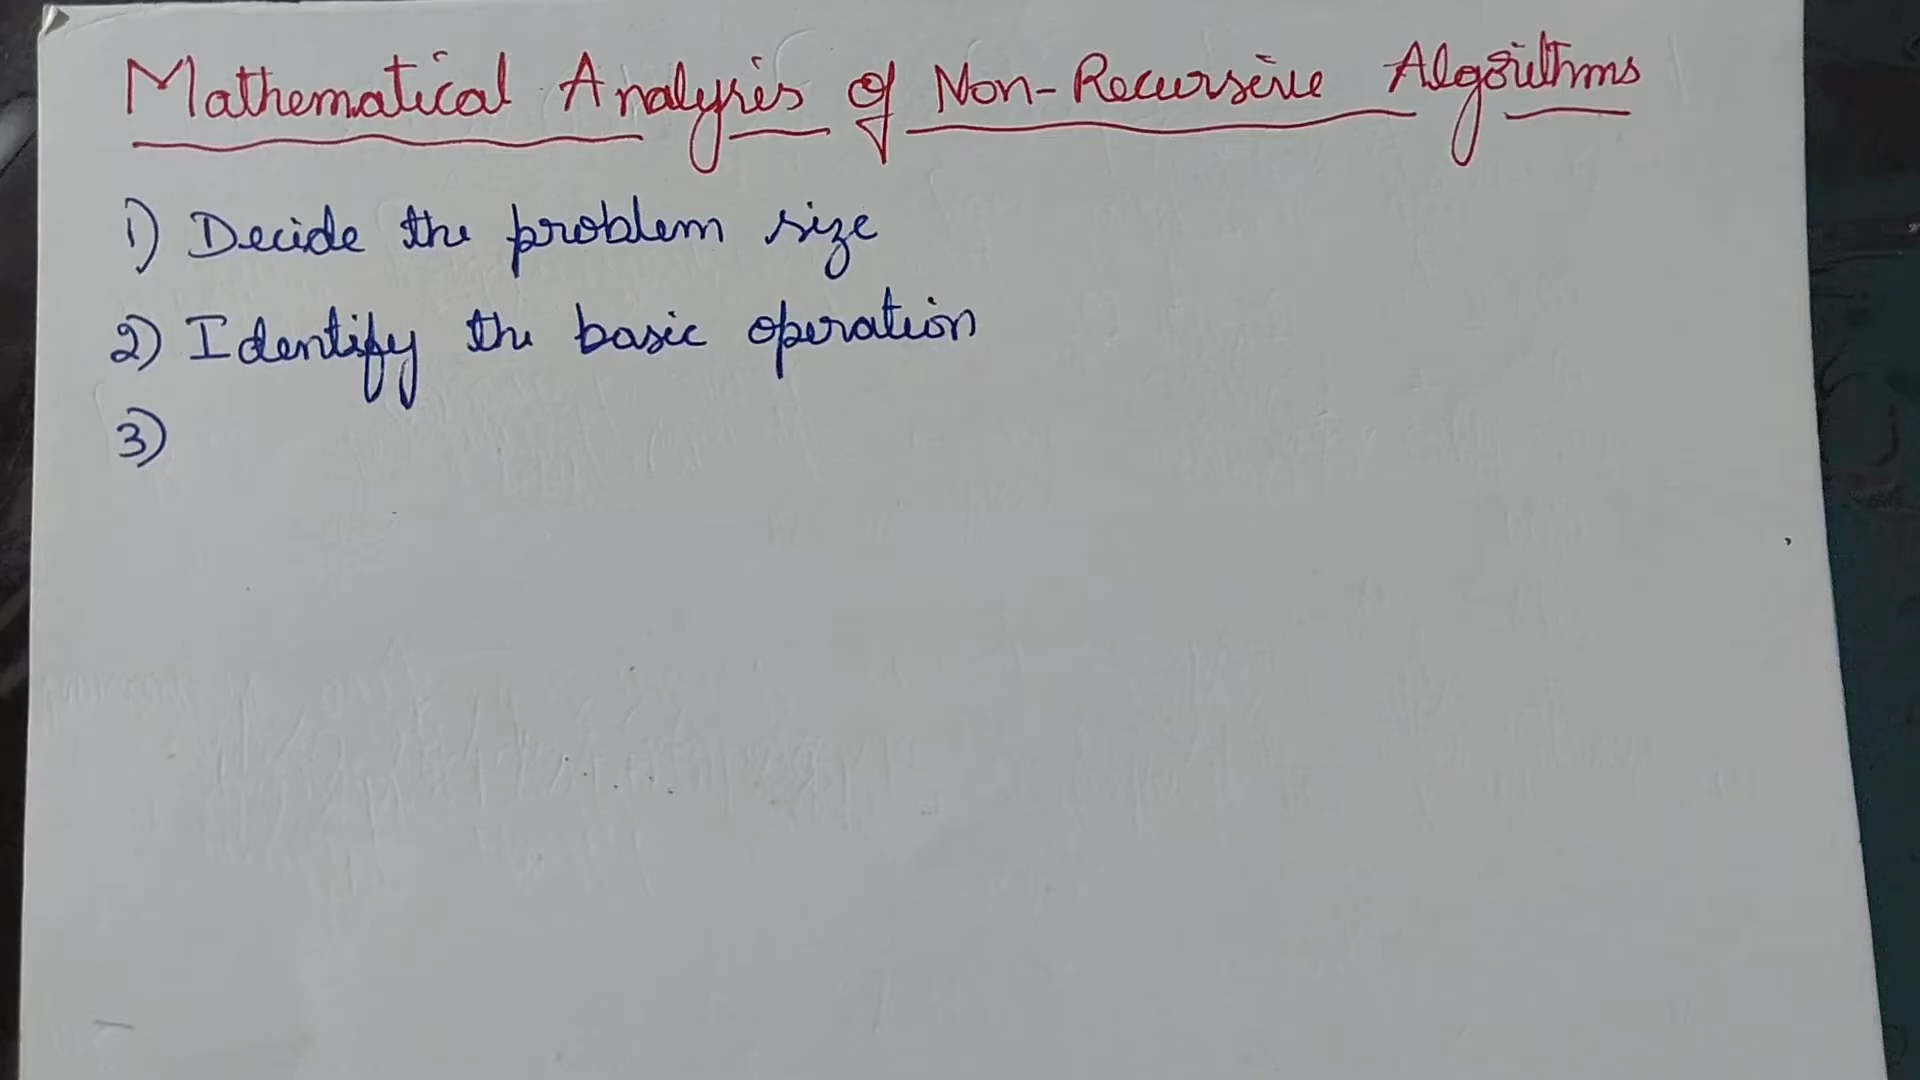 Mathematical Analysis of Non-Recursive Algorithms
1) Decide the problem size
2) Identify the basic operation
3)